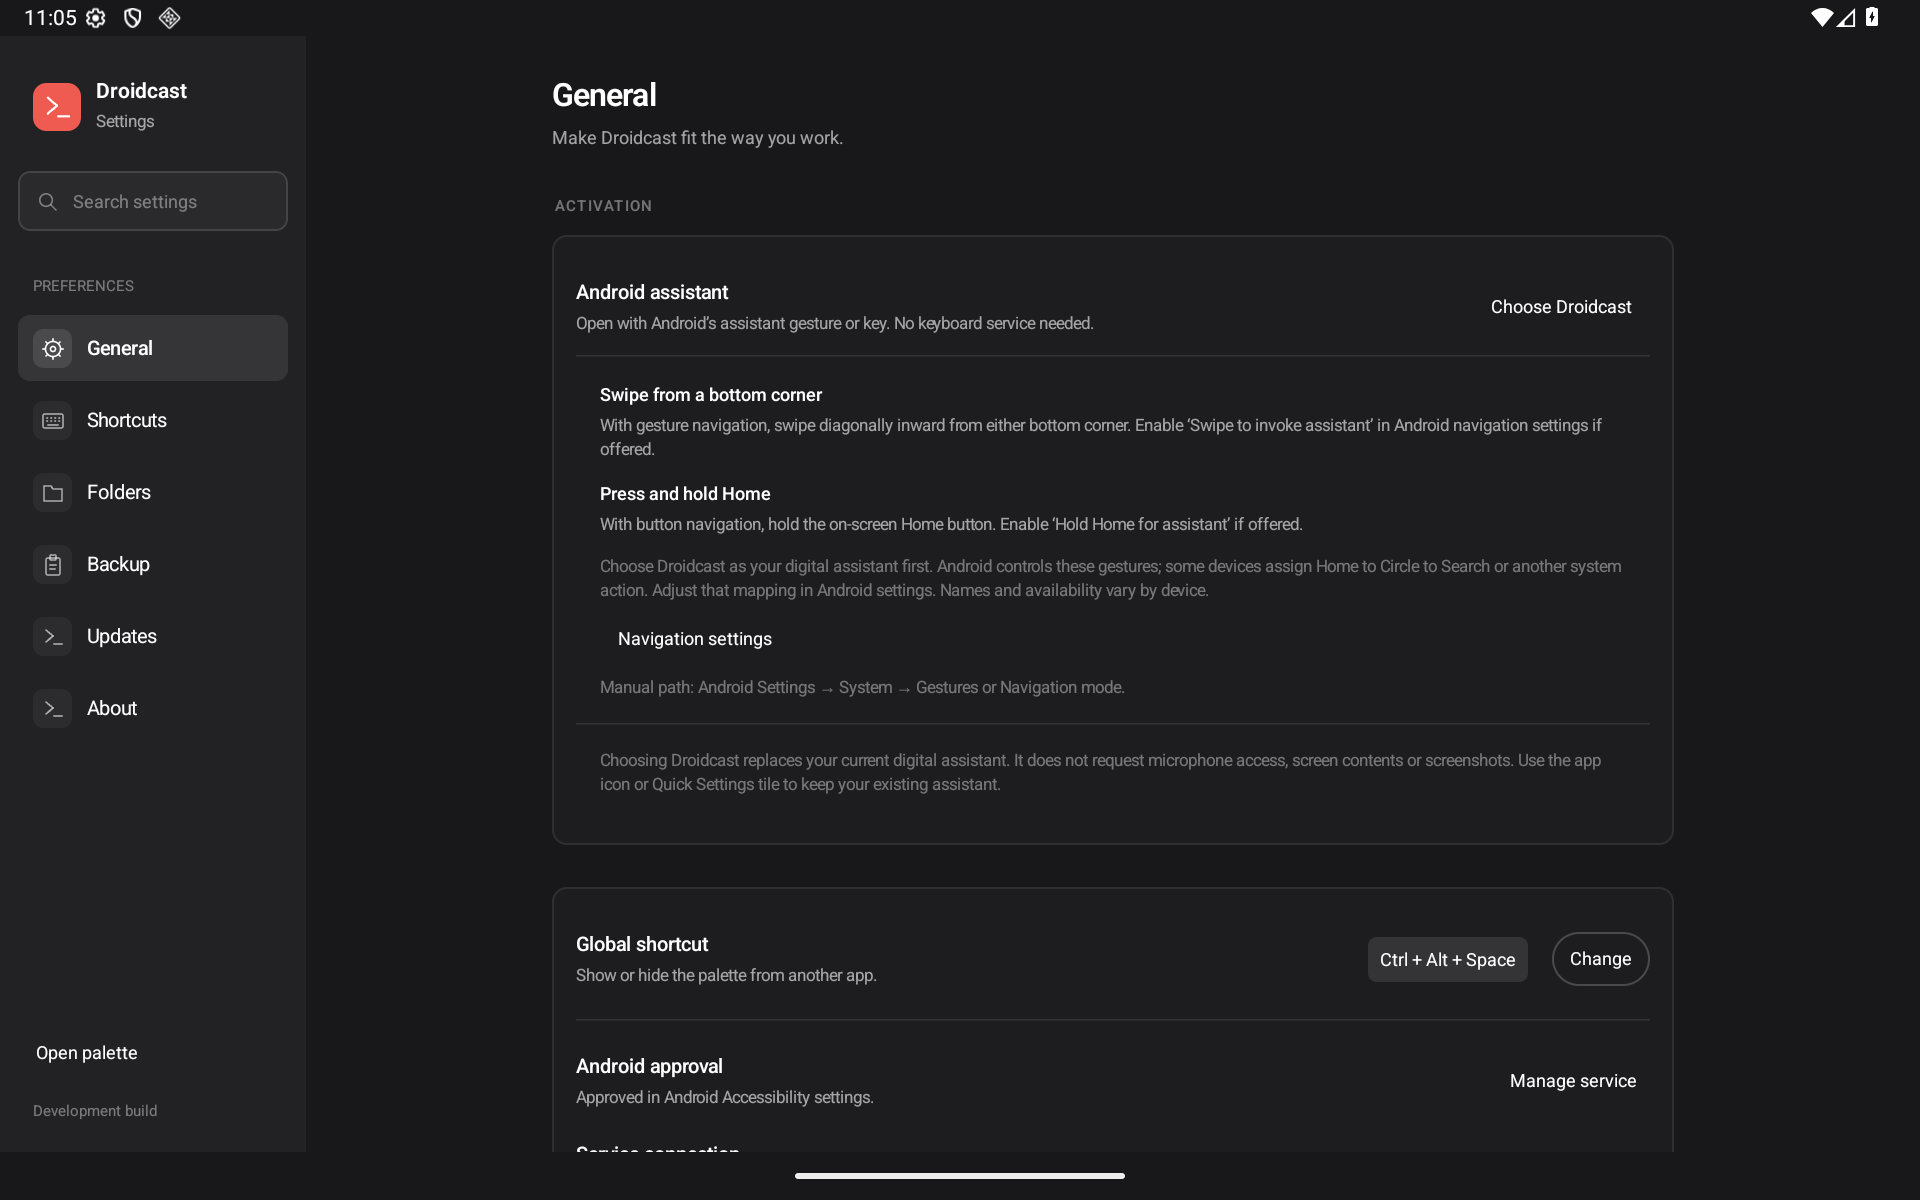 11:05
Droidcast
Settings
Search settings
PREFERENCES
General
Shortcuts
Folders
Backup
Updates
About
Open palette
Development build
General
Make Droidcast fit the way you work.
ACTIVATION
Android assistant
Open with Android’s assistant gesture or key. No keyboard service needed.
Choose Droidcast
Swipe from a bottom corner
With gesture navigation, swipe diagonally inward from either bottom corner. Enable ‘Swipe to invoke assistant’ in Android navigation settings if
offered.
Press and hold Home
With button navigation, hold the on-screen Home button. Enable ‘Hold Home for assistant’ if offered.
Choose Droidcast as your digital assistant first. Android controls these gestures; some devices assign Home to Circle to Search or another system
action. Adjust that mapping in Android settings. Names and availability vary by device.
Navigation settings
Manual path: Android Settings → System → Gestures or Navigation mode.
Choosing Droidcast replaces your current digital assistant. It does not request microphone access, screen contents or screenshots. Use the app
icon or Quick Settings tile to keep your existing assistant.
Global shortcut
Show or hide the palette from another app.
Ctrl + Alt + Space
Change
Android approval
Approved in Android Accessibility settings.
Manage service
Service connection